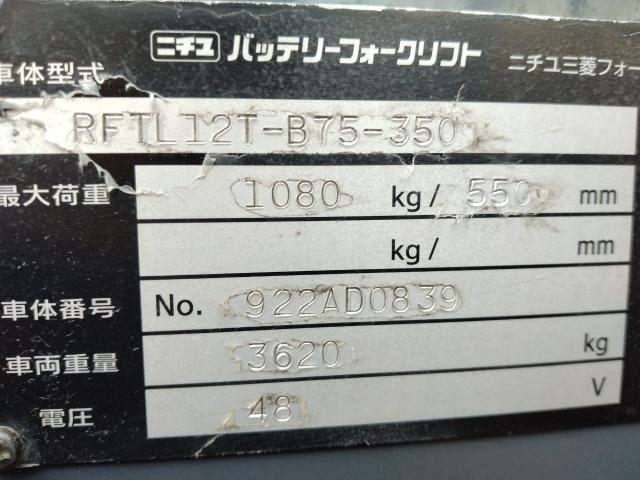 ニチユ バッテリーフォークリフト ニチユ三菱フォー
車体型式
RFTL12T-B75-350
最大荷重 1080 kg/ 550 mm
kg/ mm
車体番号 No. 922AD0839
車両重量 3620 kg
電圧 48 V